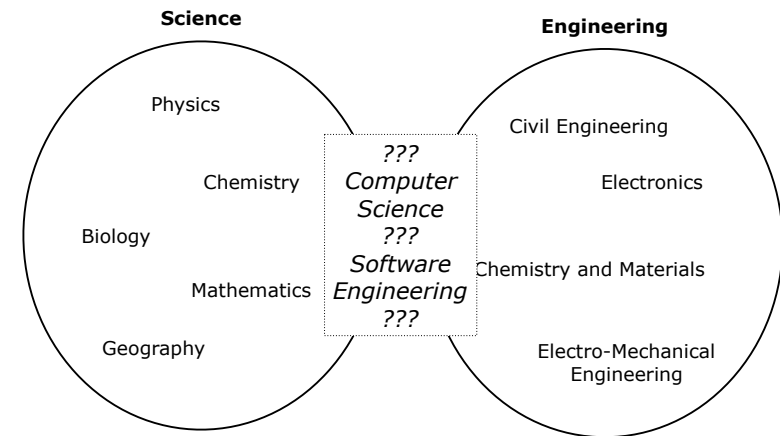 Science
Engineering
Physics
Chemistry
Biology
Mathematics
Geography
???
Computer
Science
???
Software
Engineering
???
Civil Engineering
Electronics
Chemistry and Materials
Electro-Mechanical
Engineering